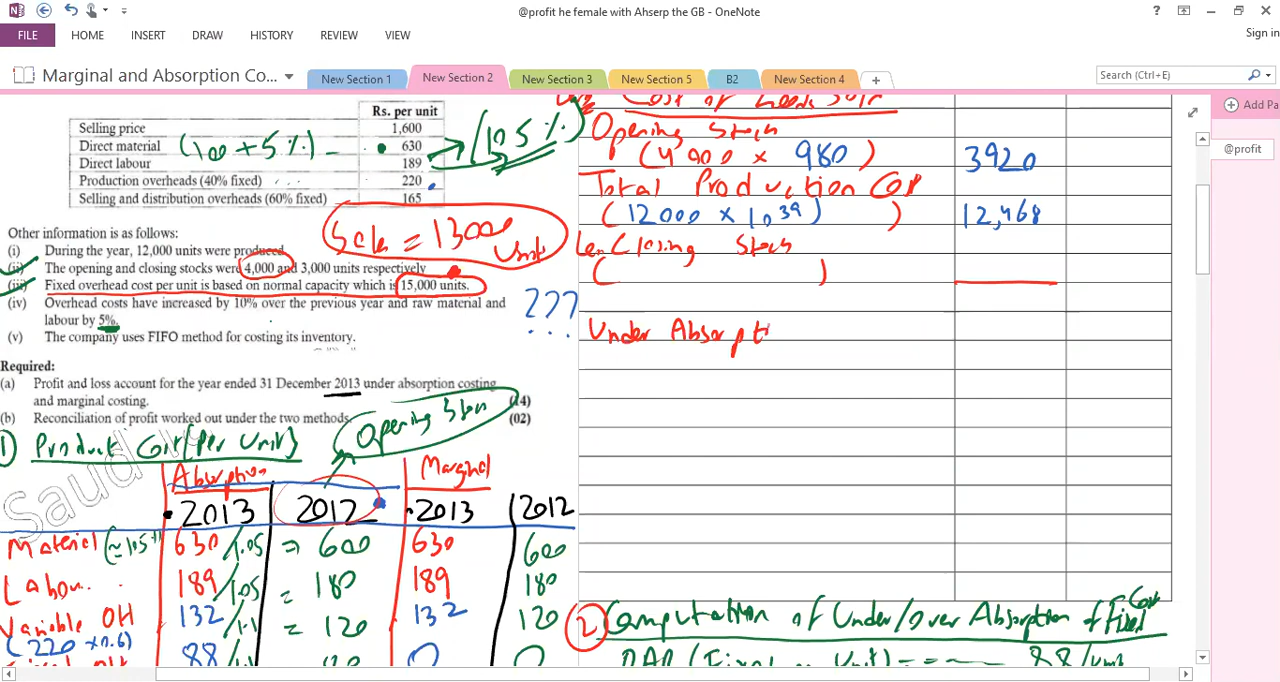 @profit he female with Ahserp the GB - OneNote
Sign in
FILE HOME INSERT DRAW HISTORY REVIEW VIEW
Marginal and Absorption Co... New Section 1 New Section 2 New Section 3 New Section 5 B2 New Section 4 +
Search (Ctrl+E)
Add Pa
@profit
Rs. per unit
Selling price 1,600
Direct material (100 + 5%) 630 (105%)
Direct labour 189
Production overheads (40% fixed) 220
Selling and distribution overheads (60% fixed) 165
Sale = 13000 Units
Other information is as follows:
(i) During the year, 12,000 units were produced
(ii) The opening and closing stocks were 4,000 and 3,000 units respectively
(iii) Fixed overhead cost per unit is based on normal capacity which is 15,000 units.
(iv) Overhead costs have increased by 10% over the previous year and raw material and
labour by 5%.
???
(v) The company uses FIFO method for costing its inventory.
Required:
(a) Profit and loss account for the year ended 31 December 2013 under absorption costing
and marginal costing. (14)
(b) Reconciliation of profit worked out under the two methods. (02)
Opening Stock
1) Product Cost (Per Unit)
Absorption Marginal
2013 2012 2013 2012
Material 630/1.05 = 600 630 600
Labour 189/1.05 = 180 189 180
Variable OH 132/1.1 = 120 132 120
(220 x 0.6)
88
0 0
Opening Stock
(4000 x 980) 3920
Total Production Cost
(12000 x 1039) 12,468
Less Closing Stock
( )
Under Absorpti
2 Computation of Under/over Absorption of Fixed Cost
88/unit